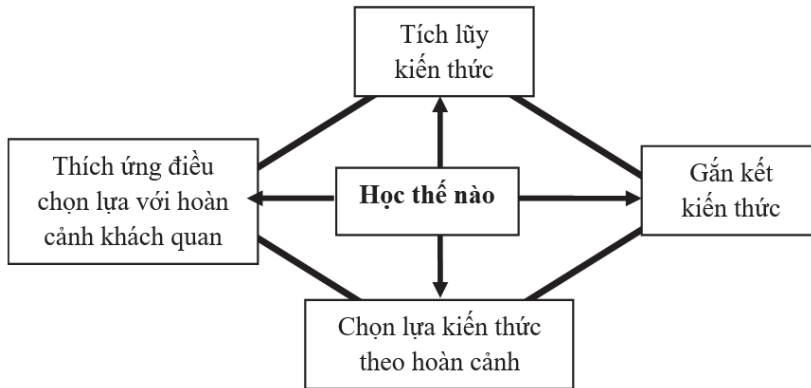 Tích lũy
kiến thức
Thích ứng điều
chọn lựa với hoàn
cảnh khách quan
Học thế nào
Gắn kết
kiến thức
Chọn lựa kiến thức
theo hoàn cảnh